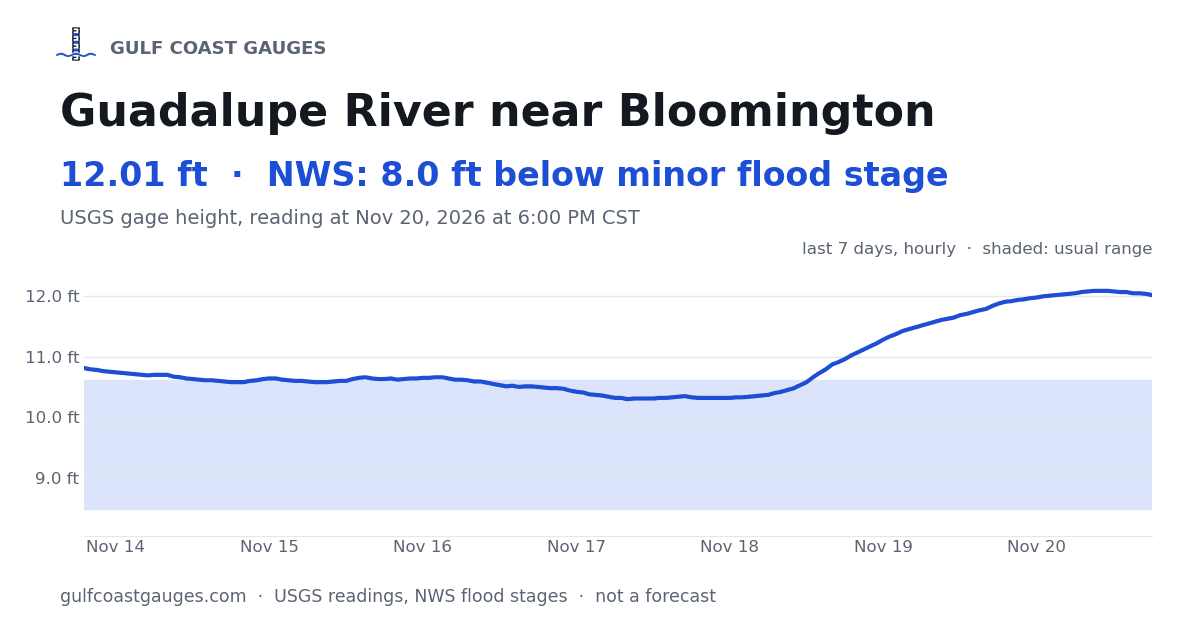 GULF COAST GAUGES
Guadalupe River near Bloomington
12.01 ft · NWS: 8.0 ft below minor flood stage
USGS gage height, reading at Nov 20, 2026 at 6:00 PM CST
last 7 days, hourly · shaded: usual range
12.0 ft
11.0 ft
10.0 ft
9.0 ft
Nov 14 Nov 15 Nov 16 Nov 17 Nov 18 Nov 19 Nov 20
gulfcoastgauges.com · USGS readings, NWS flood stages · not a forecast